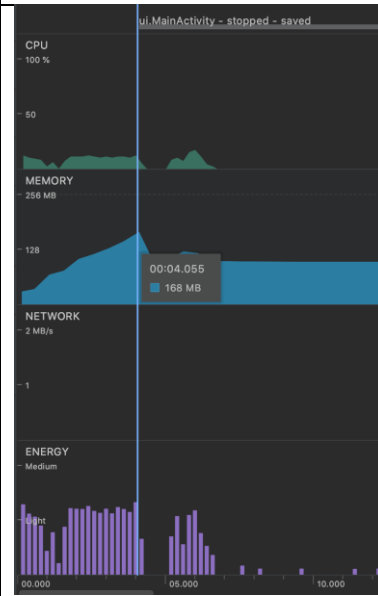 ui.MainActivity - stopped - saved
CPU
100 %
50
MEMORY
256 MB
128
00:04.055
168 MB
NETWORK
2 MB/s
1
ENERGY
Medium
Light
00.000 05.000 10.000